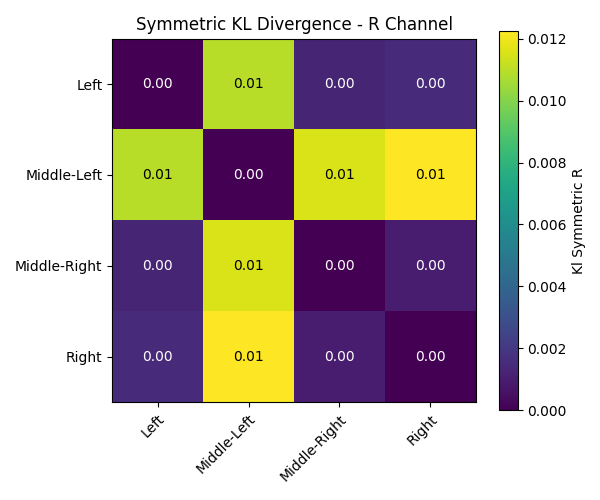 Symmetric KL Divergence - R Channel
Left 0.00 0.01 0.00 0.00
Middle-Left 0.01 0.00 0.01 0.01
Middle-Right 0.00 0.01 0.00 0.00
Right 0.00 0.01 0.00 0.00
Left Middle-Left Middle-Right Right
0.012
0.010
0.008
0.006
0.004
0.002
0.000
Kl Symmetric R